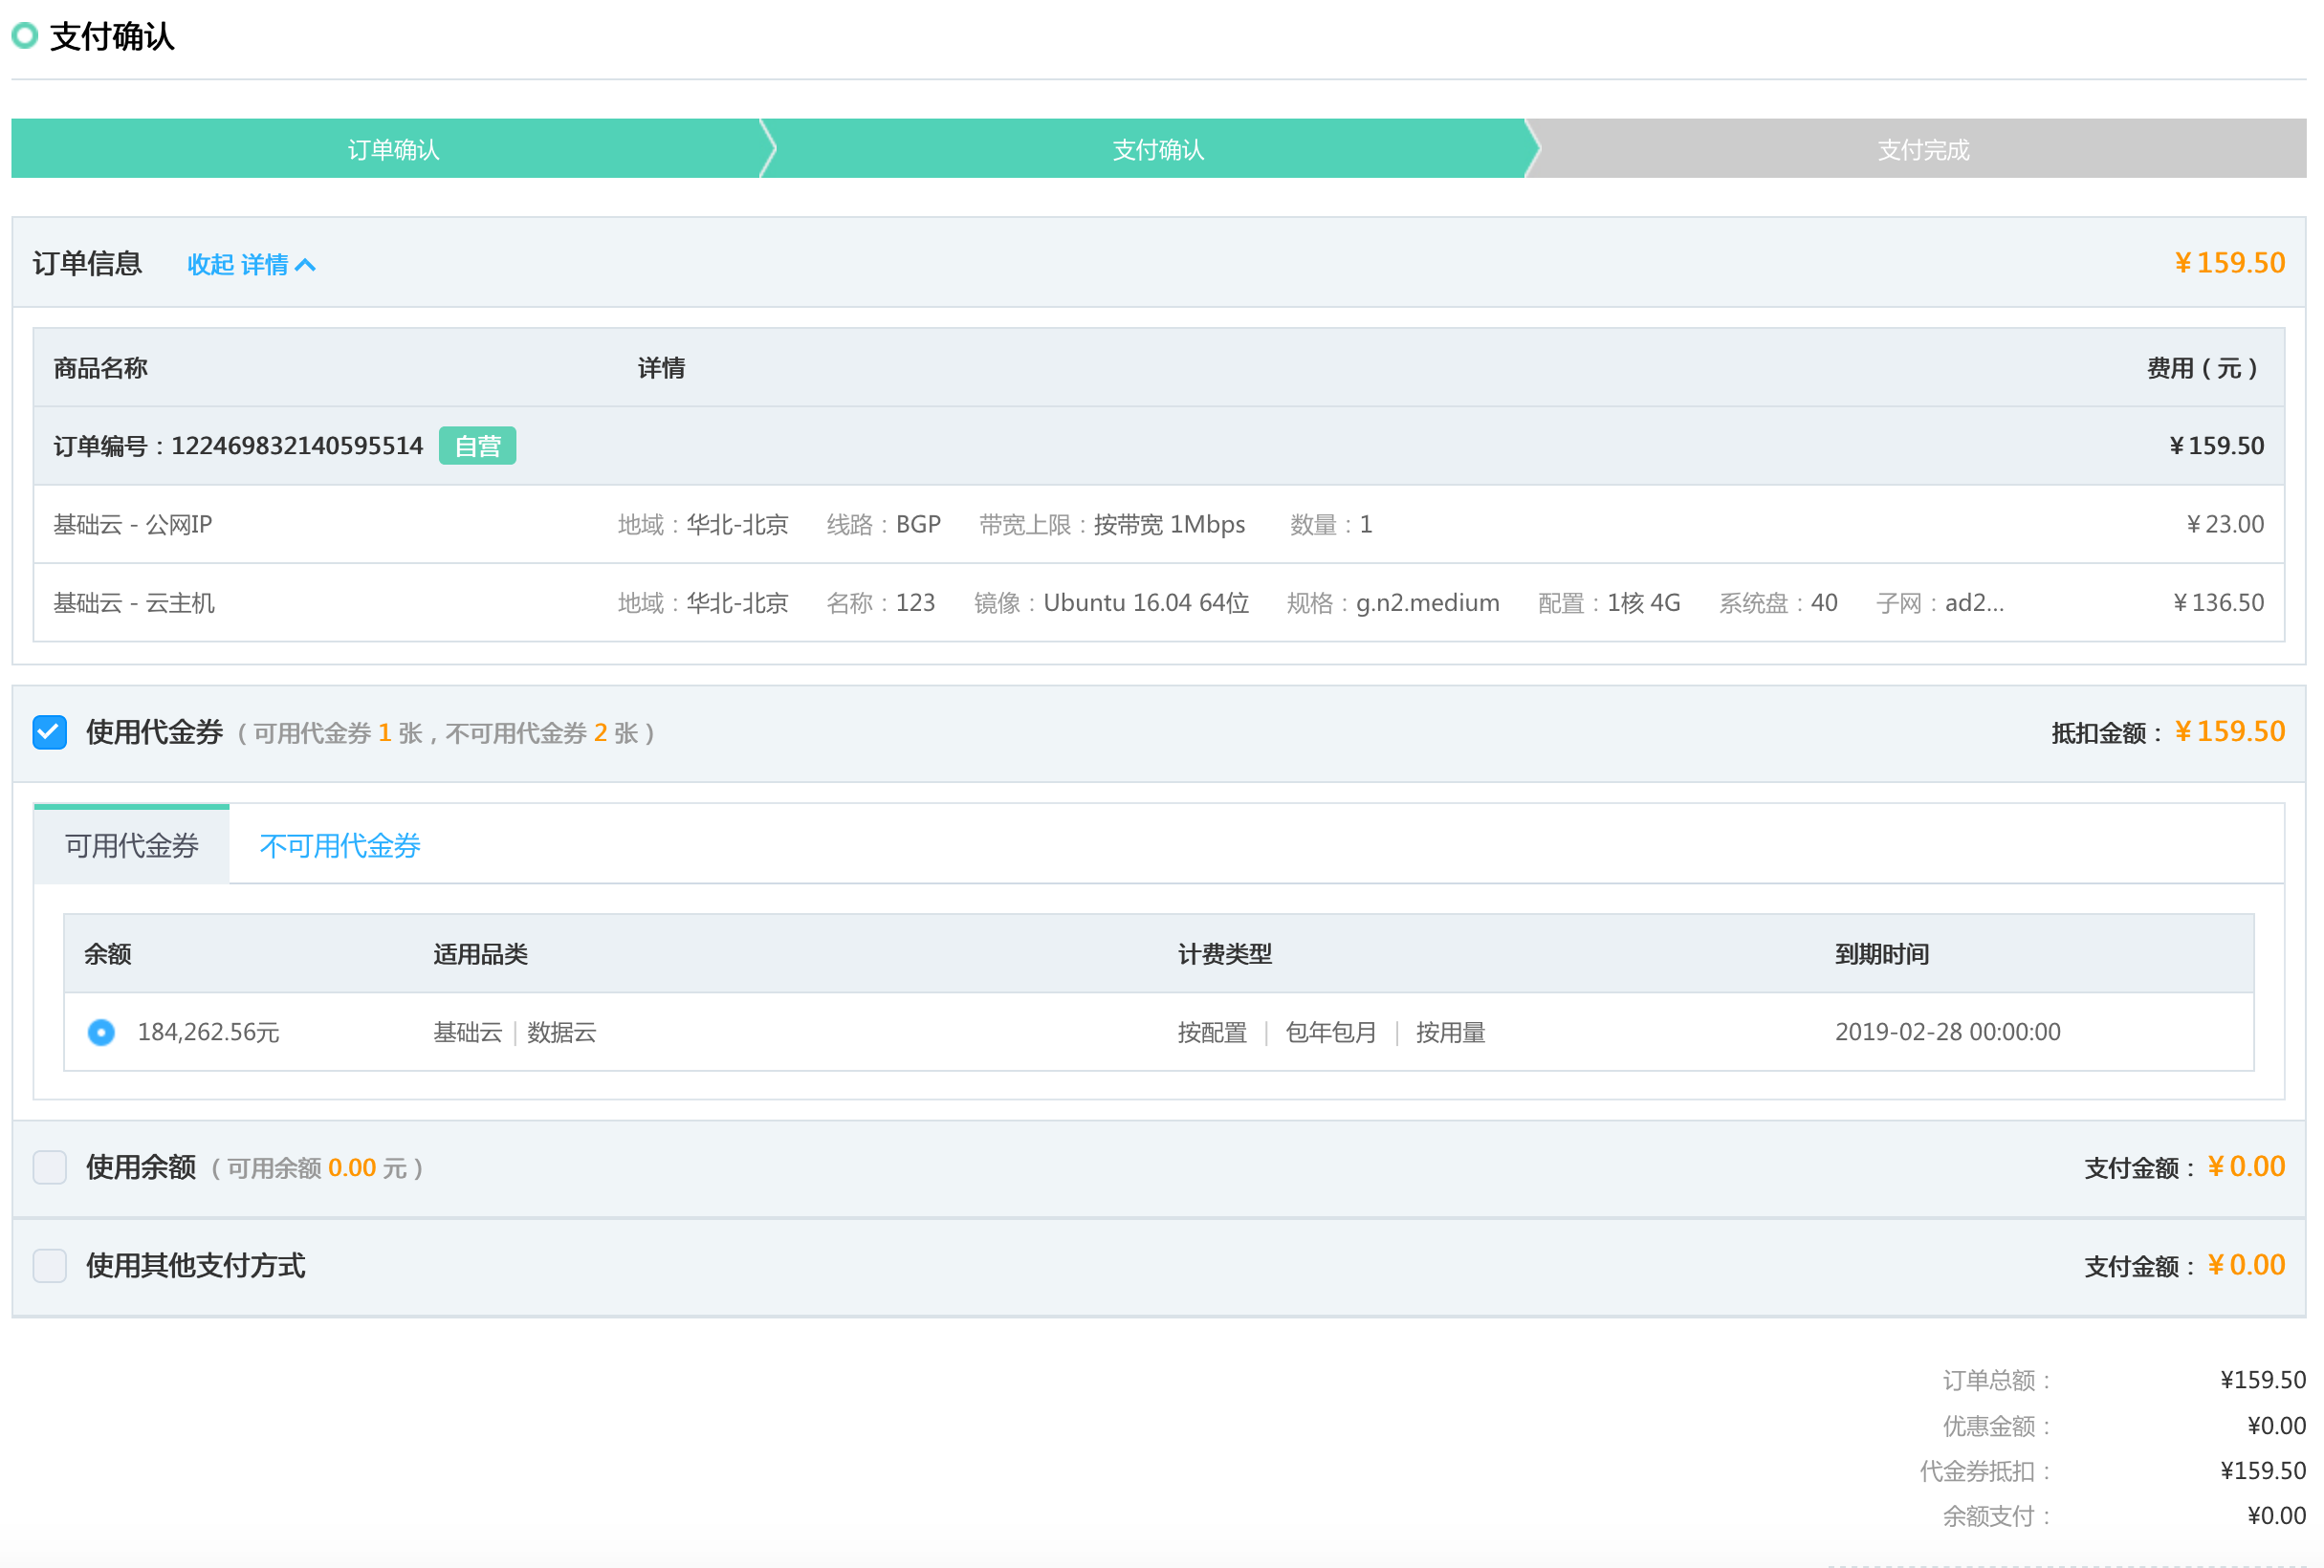 支付确认
订单确认 支付确认 支付完成
订单信息 收起 详情 ¥159.50
商品名称 详情 费用（元）
订单编号：122469832140595514 自营 ¥159.50
基础云 - 公网IP 地域：华北-北京 线路：BGP 带宽上限：按带宽 1Mbps 数量：1 ¥23.00
基础云 - 云主机 地域：华北-北京 名称：123 镜像：Ubuntu 16.04 64位 规格：g.n2.medium 配置：1核 4G 系统盘：40 子网：ad2... ¥136.50
使用代金券（可用代金券 1 张，不可用代金券 2 张） 抵扣金额：¥159.50
可用代金券 不可用代金券
余额 适用品类 计费类型 到期时间
184,262.56元 基础云｜数据云 按配置｜包年包月｜按用量 2019-02-28 00:00:00
使用余额（可用余额 0.00 元） 支付金额：¥0.00
使用其他支付方式 支付金额：¥0.00
订单总额： ¥159.50
优惠金额： ¥0.00
代金券抵扣： ¥159.50
余额支付： ¥0.00